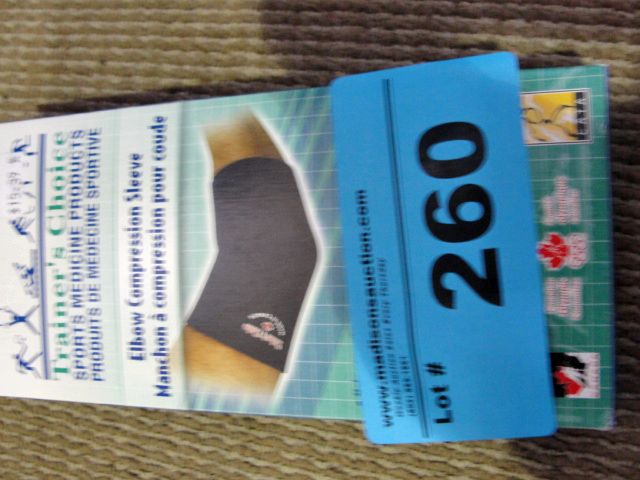 Trainer's Choice
SPORTS MEDICINE PRODUCTS
PRODUITS DE MÉDECINE SPORTIVE
Elbow Compression Sleeve
Manchon à compression pour coude
www.madisonauction.com
Lot # 260